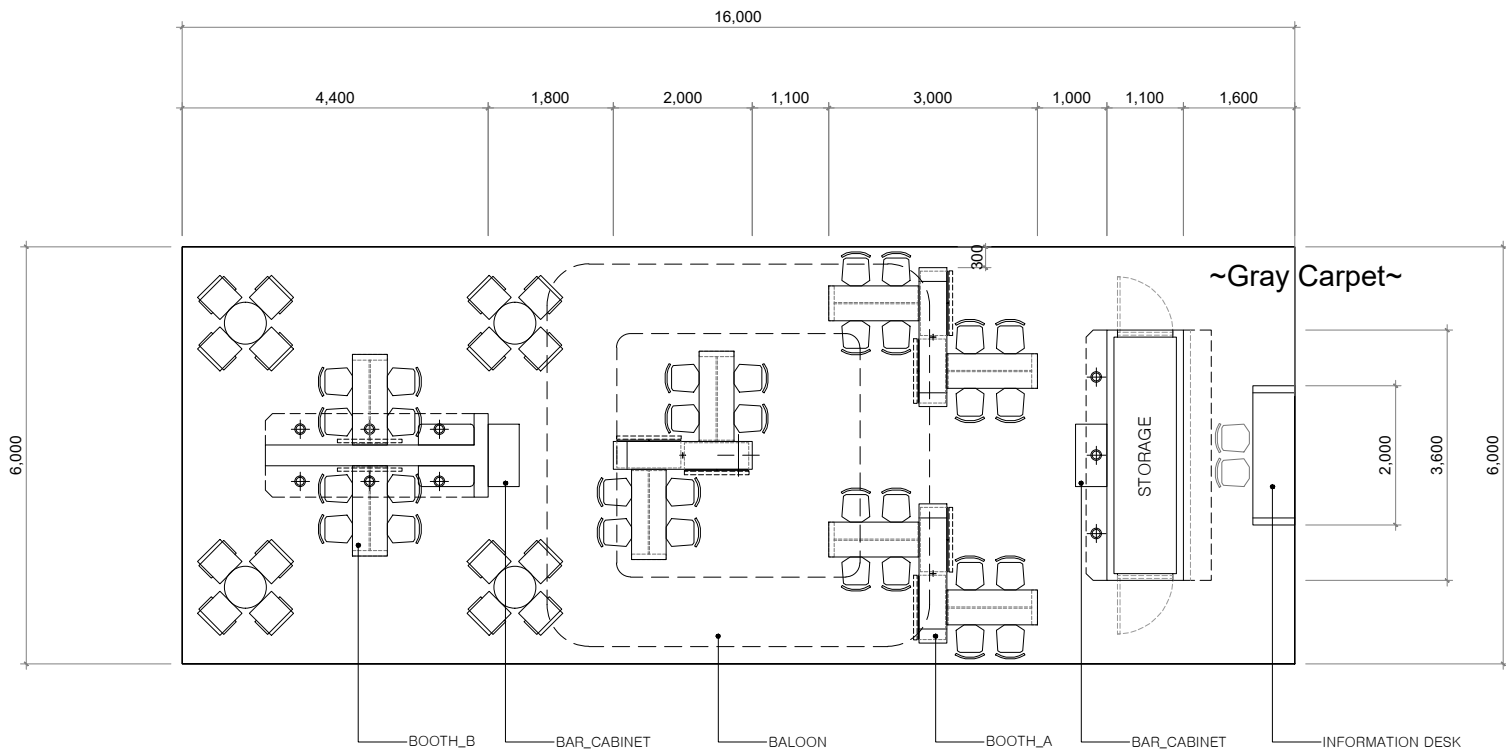 16,000
4,400
1,800
2,000
1,100
3,000
1,000
1,100
1,600
300
~Gray Carpet~
6,000
STORAGE
2,000
3,600
6,000
BOOTH_B
BAR_CABINET
BALOON
BOOTH_A
BAR_CABINET
INFORMATION DESK